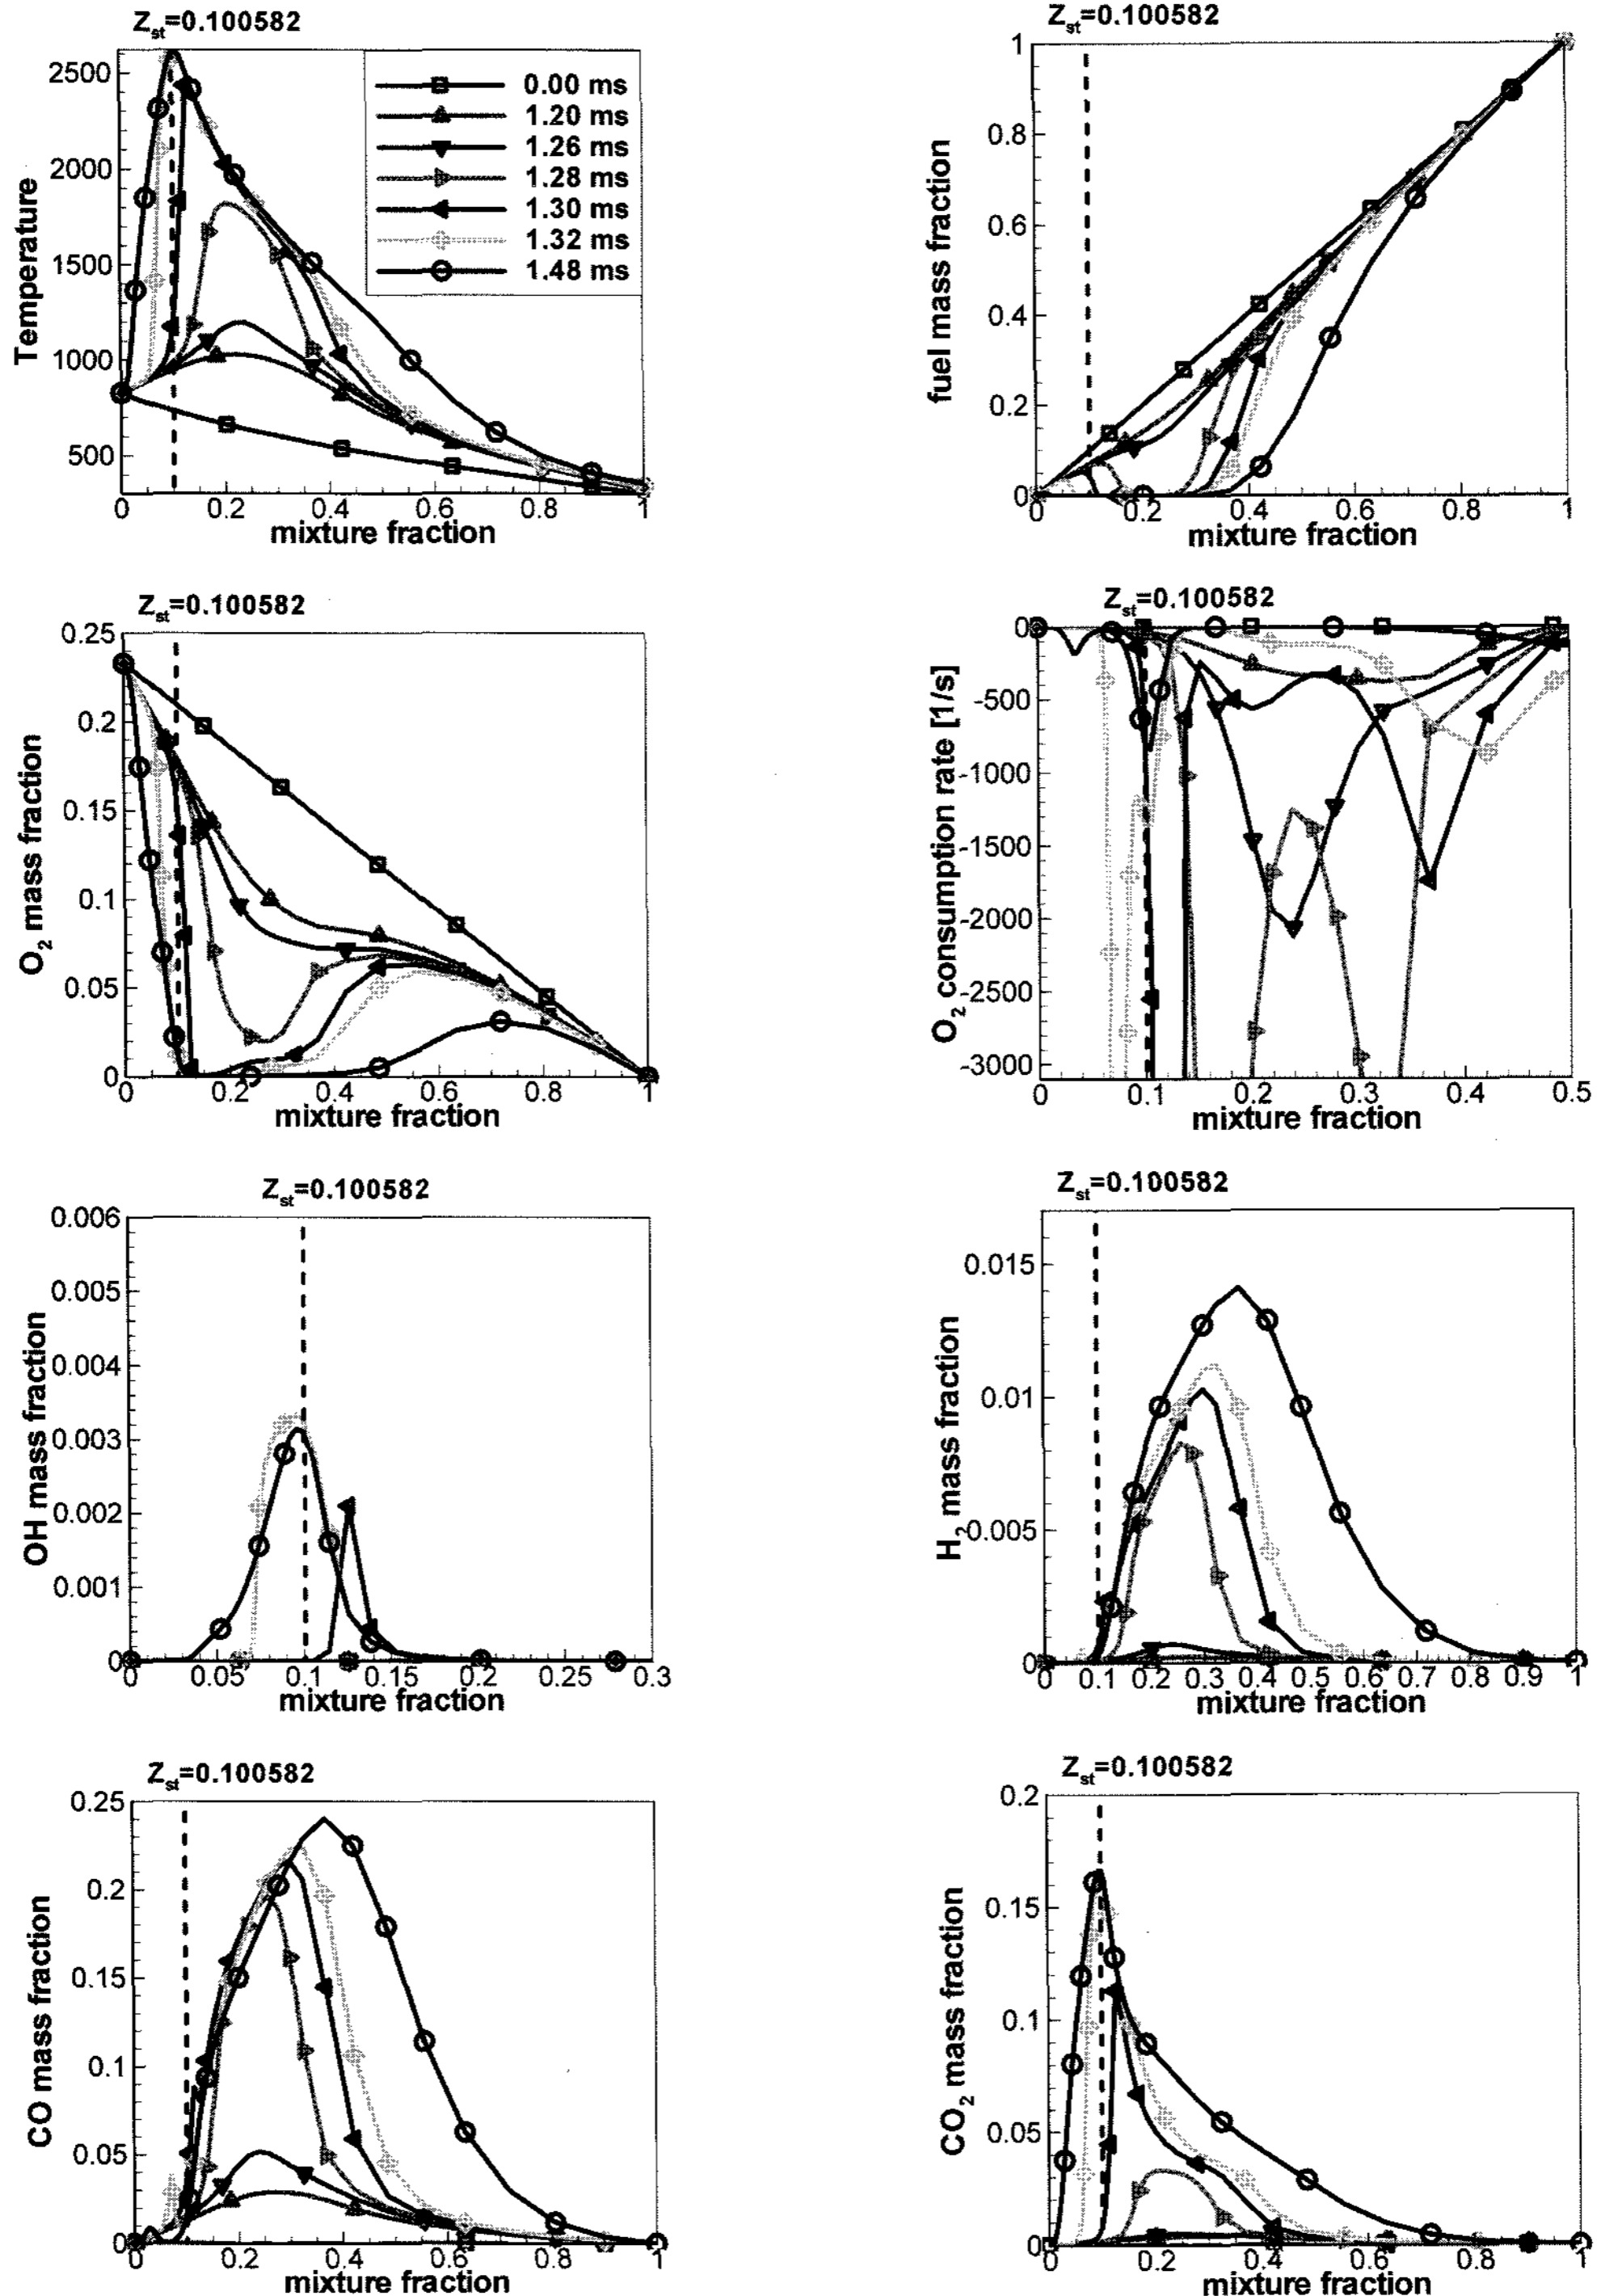 Zst=0.100582
2500
2000
1500
1000
500
Temperature
0.00 ms
1.20 ms
1.26 ms
1.28 ms
1.30 ms
1.32 ms
1.48 ms
0 0.2 0.4 0.6 0.8 1
mixture fraction
Zst=0.100582
1
0.8
0.6
0.4
0.2
0
fuel mass fraction
0 0.2 0.4 0.6 0.8 1
mixture fraction
Zst=0.100582
0.25
0.2
0.15
0.1
0.05
0
O2 mass fraction
0 0.2 0.4 0.6 0.8 1
mixture fraction
Zst=0.100582
0
-500
-1000
-1500
-2000
-2500
-3000
O2 consumption rate [1/s]
0 0.1 0.2 0.3 0.4 0.5
mixture fraction
Zst=0.100582
0.006
0.005
0.004
0.003
0.002
0.001
0
OH mass fraction
0 0.05 0.1 0.15 0.2 0.25 0.3
mixture fraction
Zst=0.100582
0.015
0.01
0.005
0
H2 mass fraction
0 0.1 0.2 0.3 0.4 0.5 0.6 0.7 0.8 0.9 1
mixture fraction
Zst=0.100582
0.25
0.2
0.15
0.1
0.05
0
CO mass fraction
0 0.2 0.4 0.6 0.8 1
mixture fraction
Zst=0.100582
0.2
0.15
0.1
0.05
0
CO2 mass fraction
0 0.2 0.4 0.6 0.8 1
mixture fraction